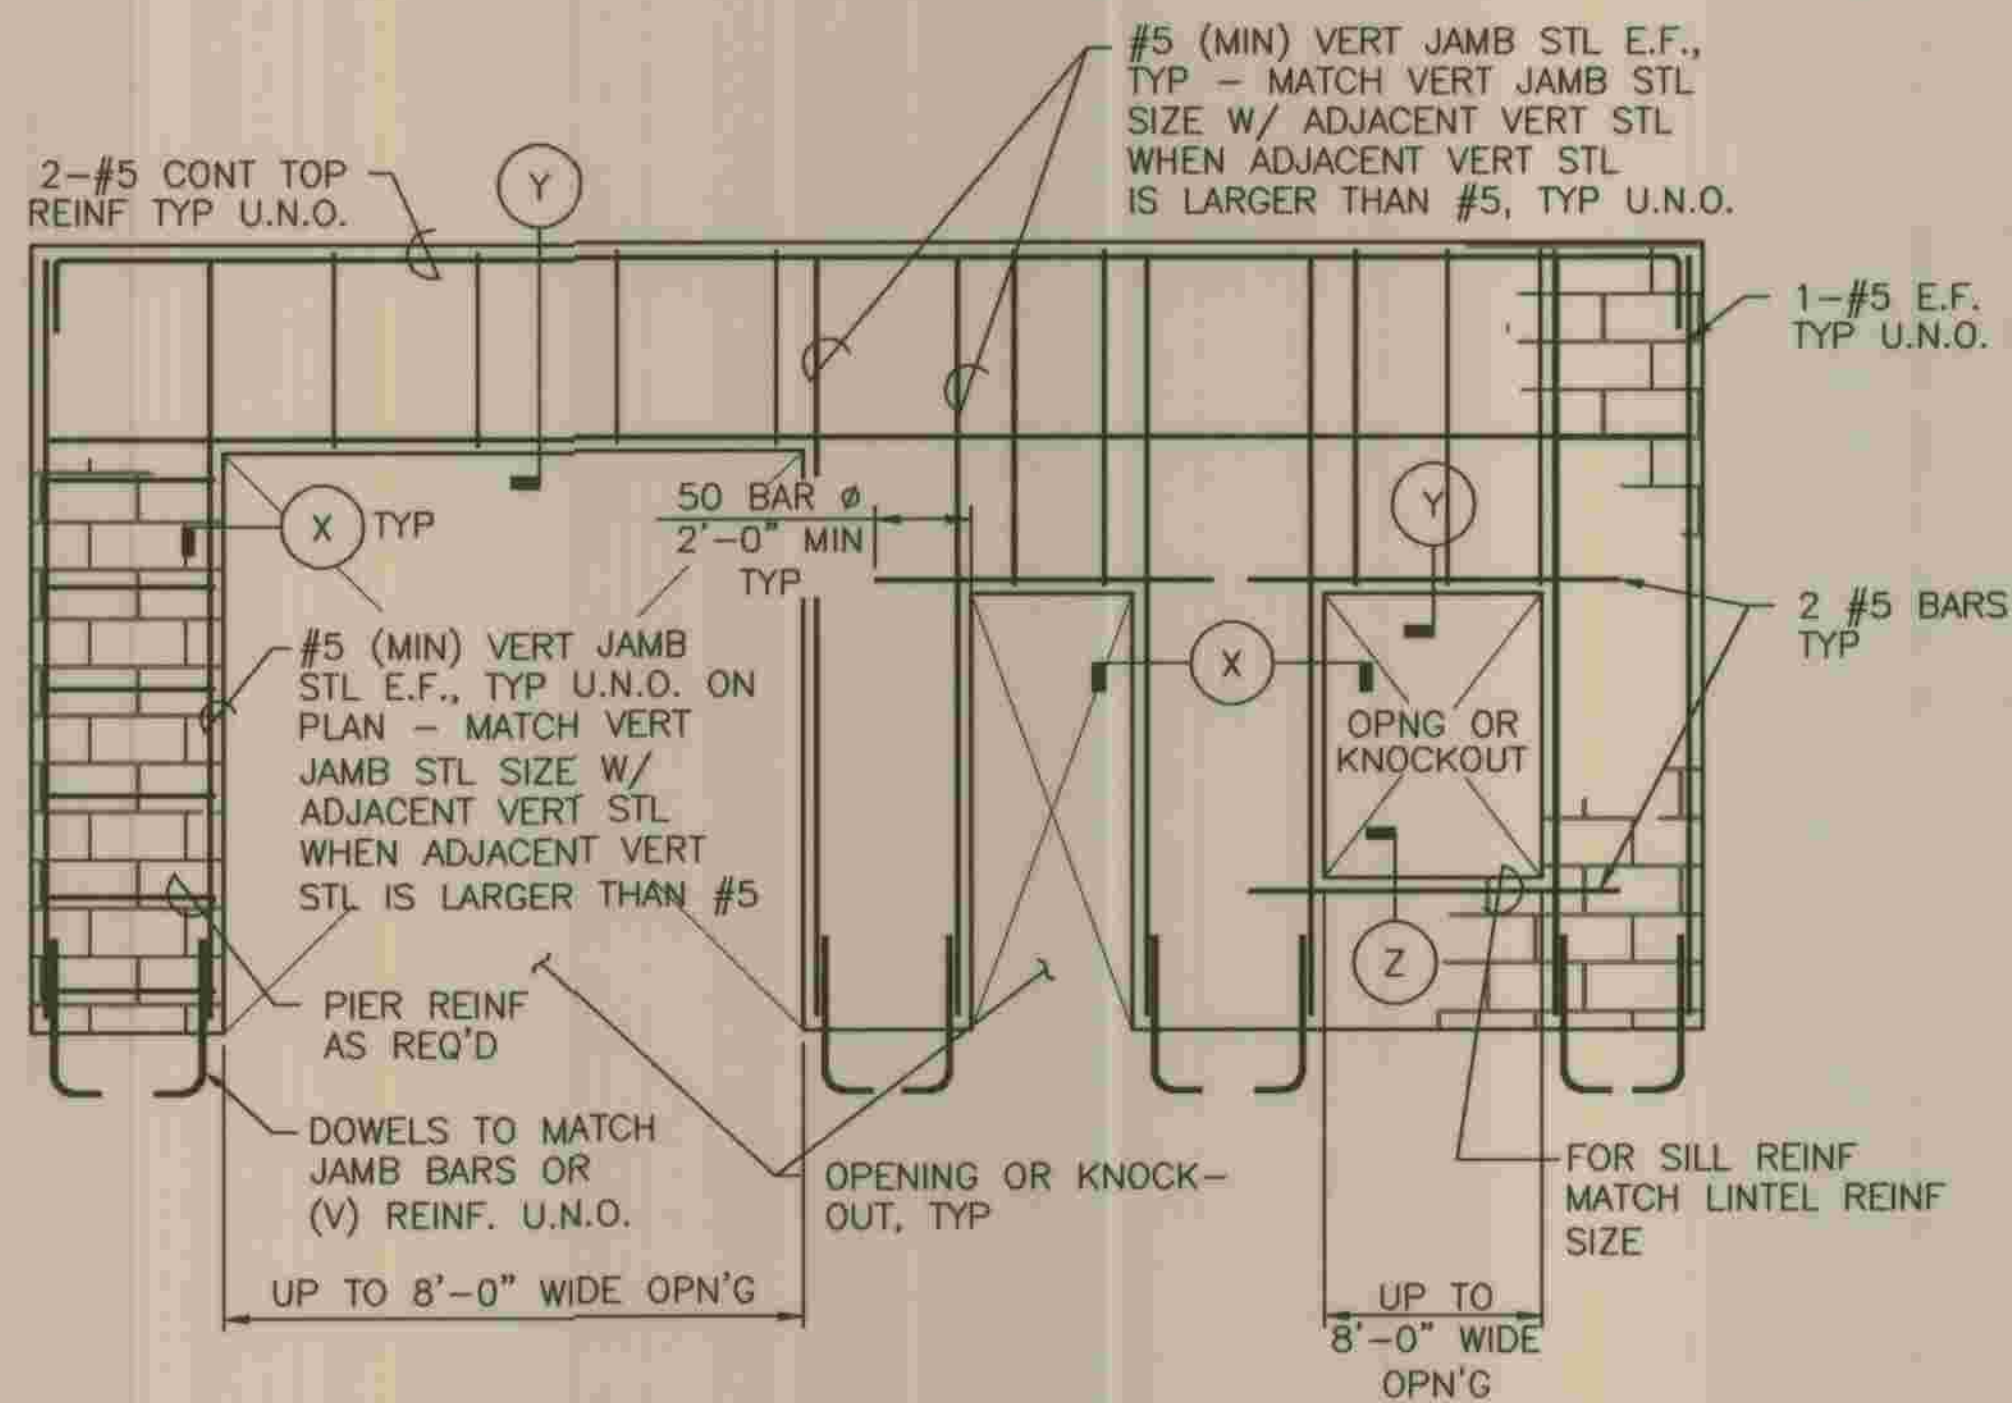 #5 (MIN) VERT JAMB STL E.F.,
TYP - MATCH VERT JAMB STL
SIZE W/ ADJACENT VERT STL
WHEN ADJACENT VERT STL
IS LARGER THAN #5, TYP U.N.O.
2-#5 CONT TOP
REINF TYP U.N.O.
Y
1-#5 E.F.
TYP U.N.O.
X TYP
50 BAR ø
2'-0" MIN
TYP
Y
2 #5 BARS
TYP
#5 (MIN) VERT JAMB
STL E.F., TYP U.N.O. ON
PLAN - MATCH VERT
JAMB STL SIZE W/
ADJACENT VERT STL
WHEN ADJACENT VERT
STL IS LARGER THAN #5
X
OPNG OR
KNOCKOUT
Z
PIER REINF
AS REQ'D
DOWELS TO MATCH
JAMB BARS OR
(V) REINF. U.N.O.
OPENING OR KNOCK-
OUT, TYP
FOR SILL REINF
MATCH LINTEL REINF
SIZE
UP TO 8'-0" WIDE OPN'G
UP TO
8'-0" WIDE
OPN'G